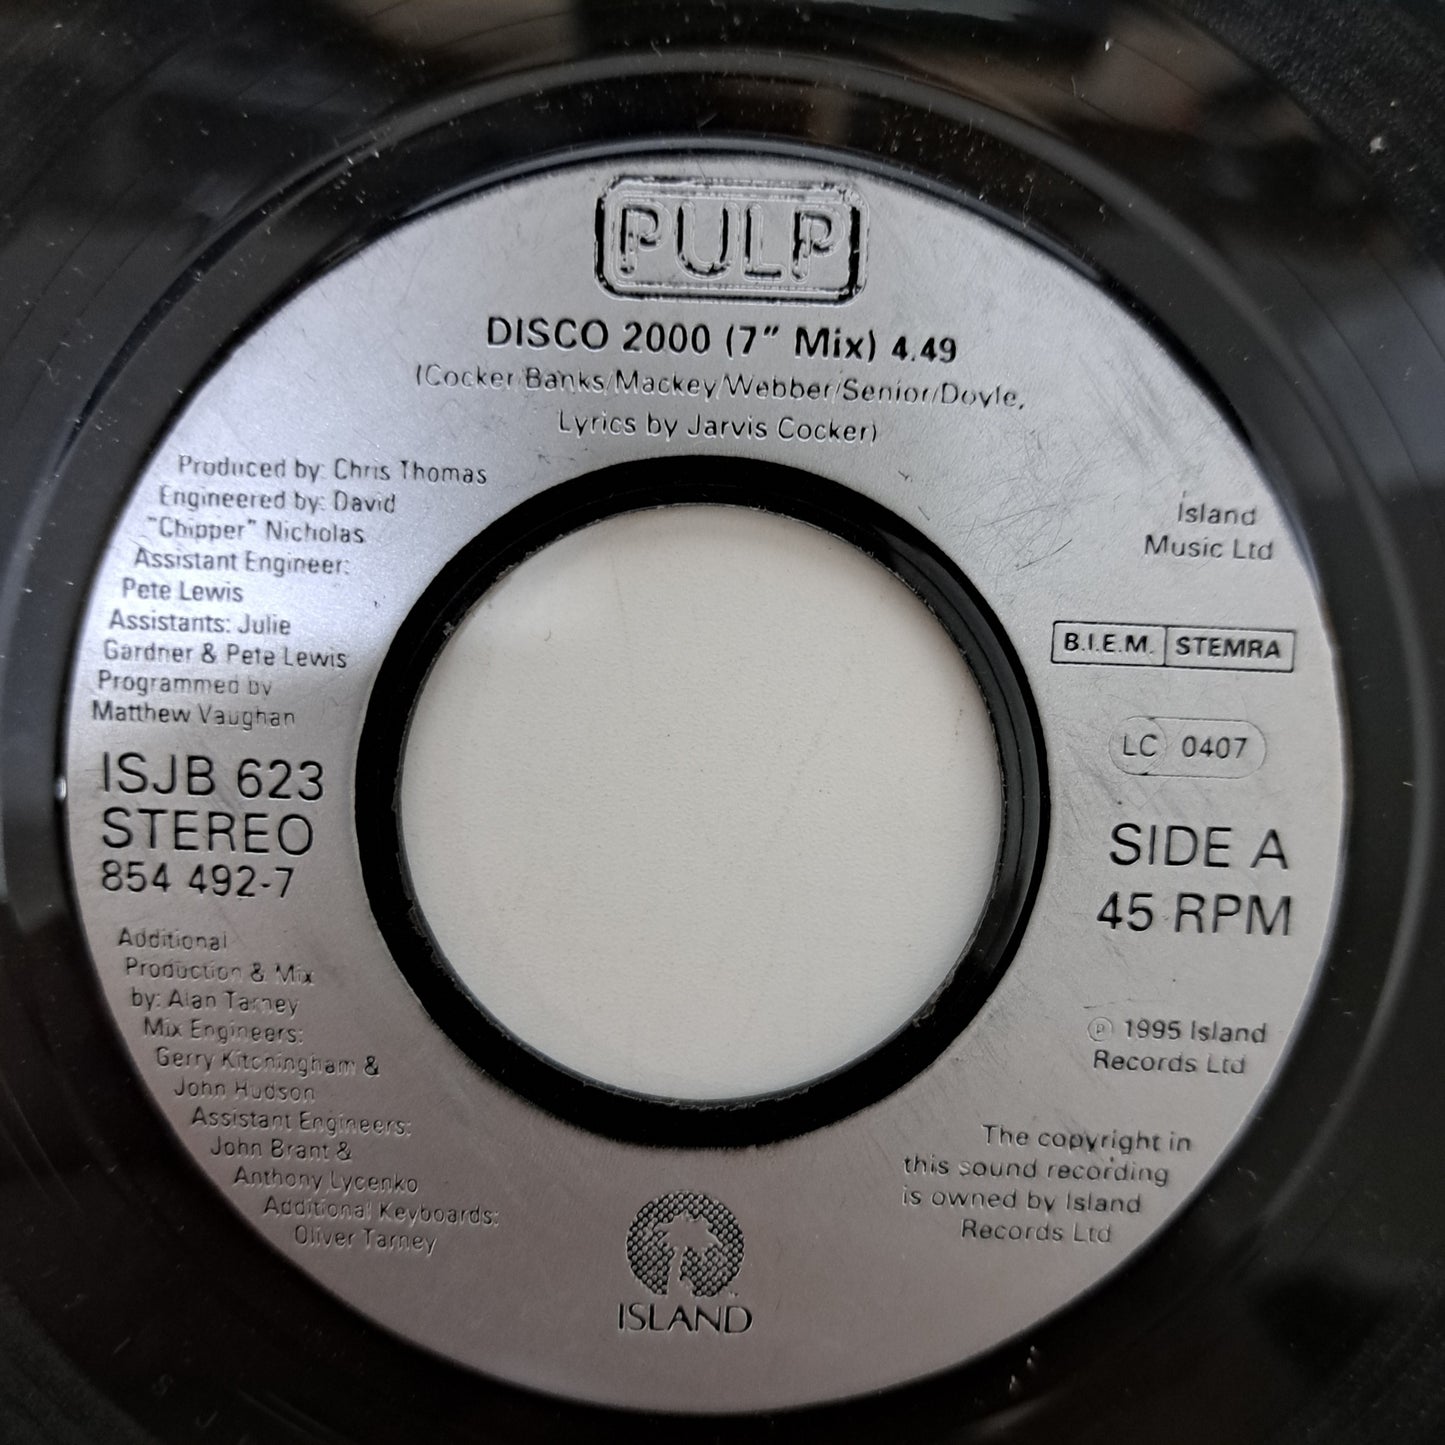 PULP
DISCO 2000 (7" Mix) 4.49
(Cocker/Banks/Mackey/Webber/Senior/Doyle,
Lyrics by Jarvis Cocker)
Produced by: Chris Thomas
Engineered by: David
"Chipper" Nicholas
Assistant Engineer:
Pete Lewis
Assistants: Julie
Gardner & Pete Lewis
Programmed by
Matthew Vaughan
ISJB 623
STEREO
854 492-7
Additional
Production & Mix
by: Alan Tarney
Mix Engineers:
Gerry Kitchingham &
John Hudson
Assistant Engineers:
John Brant &
Anthony Lycenko
Additional Keyboards:
Oliver Tarney
Island
Music Ltd
B.I.E.M. STEMRA
LC 0407
SIDE A
45 RPM
℗ 1995 Island
Records Ltd
The copyright in
this sound recording
is owned by Island
Records Ltd
ISLAND